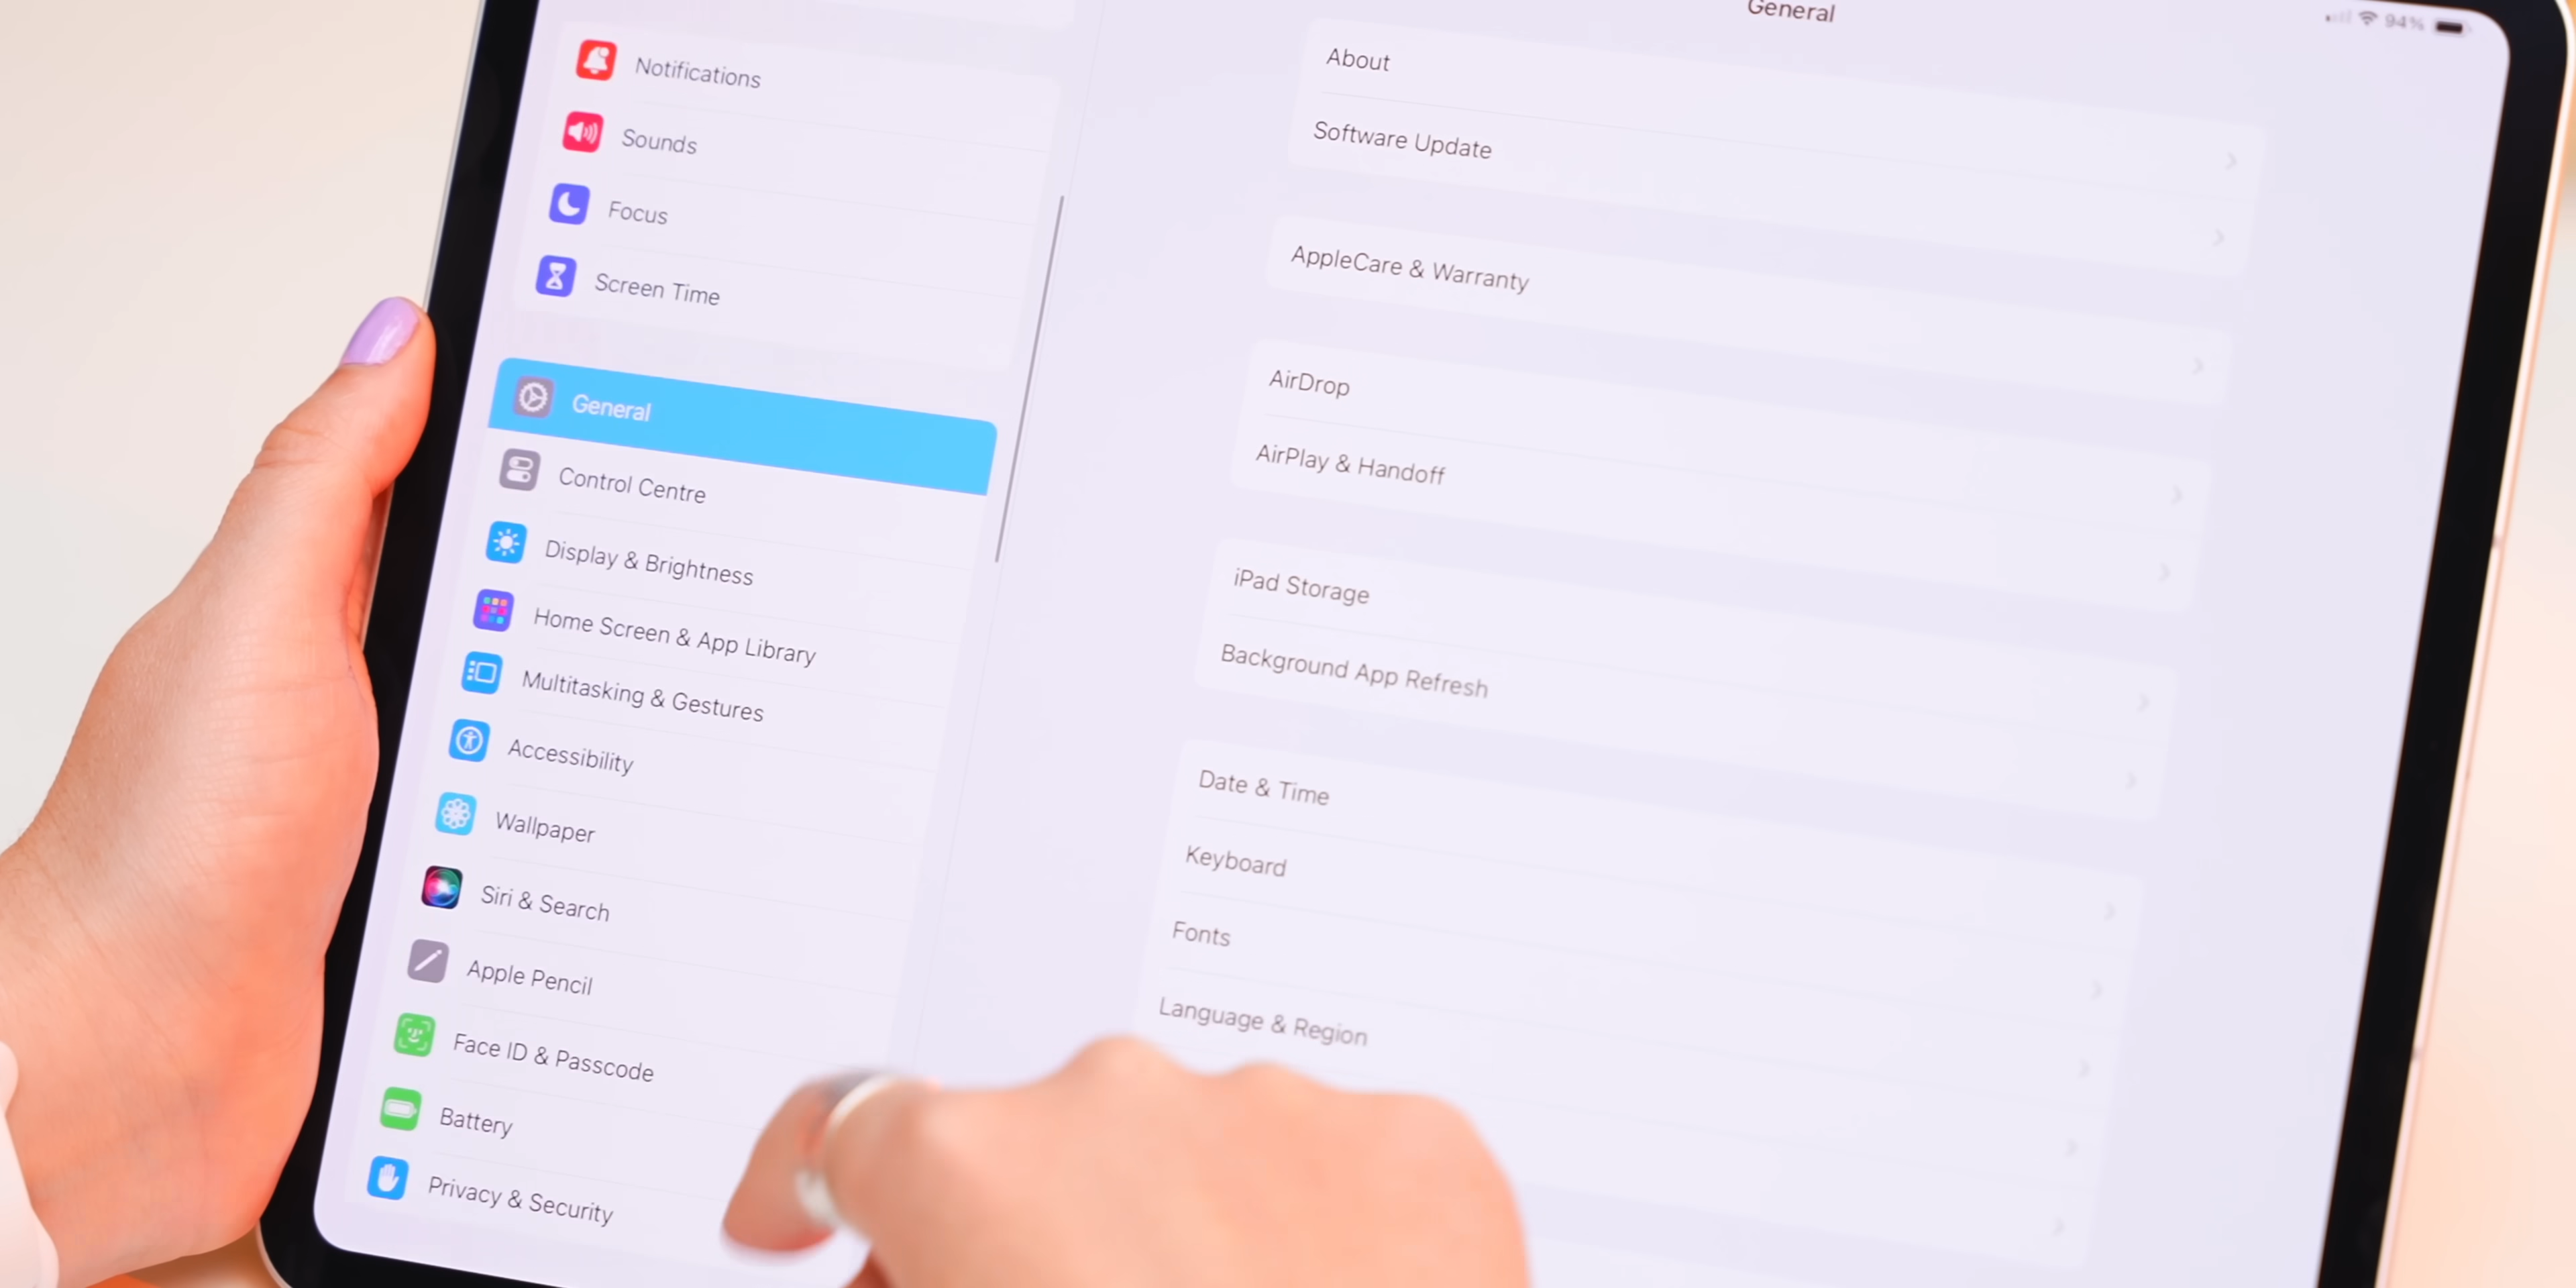 General
94%
Notifications
Sounds
Focus
Screen Time
General
Control Centre
Display & Brightness
Home Screen & App Library
Multitasking & Gestures
Accessibility
Wallpaper
Siri & Search
Apple Pencil
Face ID & Passcode
Battery
Privacy & Security
About
Software Update
AppleCare & Warranty
AirDrop
AirPlay & Handoff
iPad Storage
Background App Refresh
Date & Time
Keyboard
Fonts
Language & Region